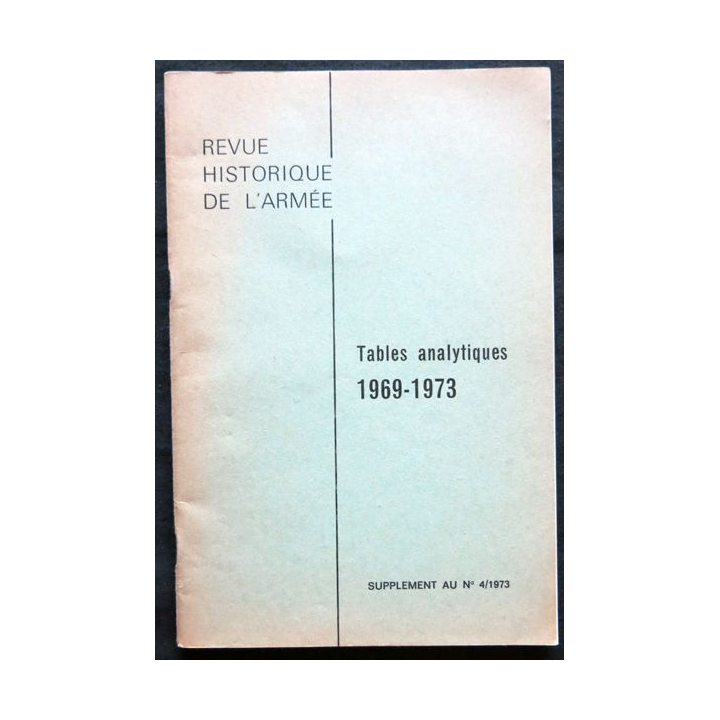 REVUE
HISTORIQUE
DE L'ARMÉE
Tables analytiques
1969-1973
SUPPLEMENT AU N° 4/1973